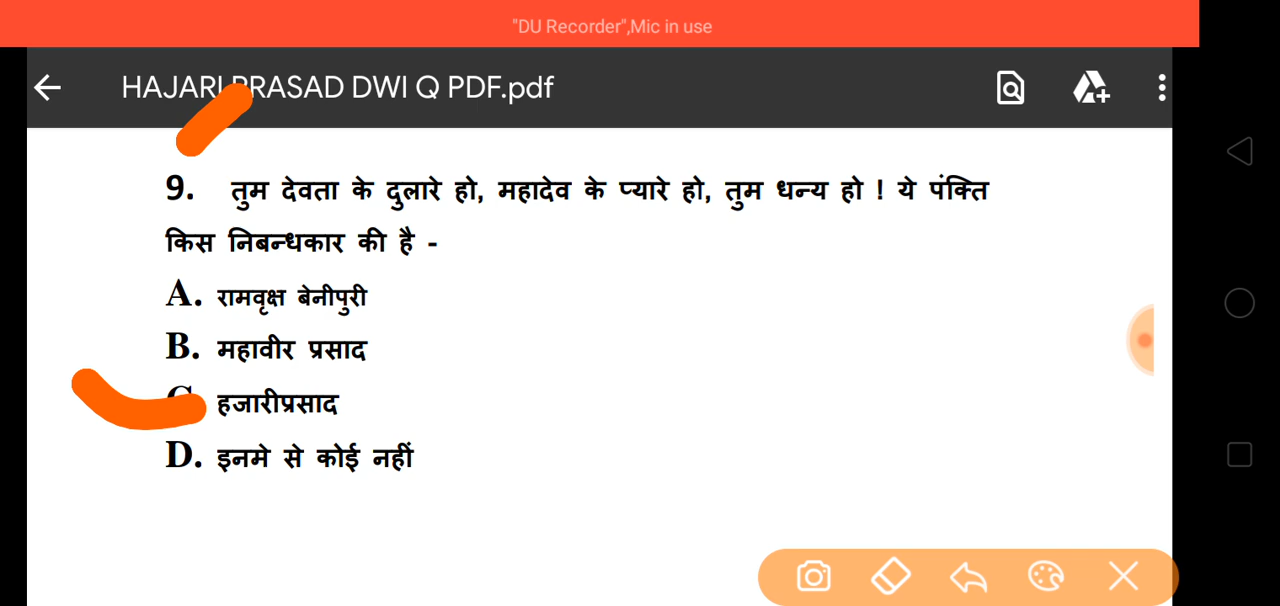 "DU Recorder",Mic in use
HAJARI PRASAD DWI Q PDF.pdf
9. तुम देवता के दुलारे हो, महादेव के प्यारे हो, तुम धन्य हो ! ये पंक्ति
किस निबन्धकार की है -
A. रामवृक्ष बेनीपुरी
B. महावीर प्रसाद
C हजारीप्रसाद
D. इनमे से कोई नहीं